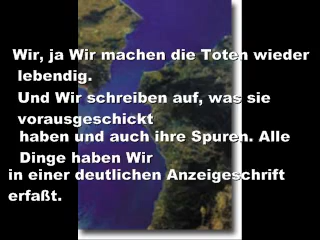 Wir, ja Wir machen die Toten wieder
lebendig.
Und Wir schreiben auf, was sie
vorausgeschickt
haben und auch ihre Spuren. Alle
Dinge haben Wir
in einer deutlichen Anzeigeschrift
erfaßt.